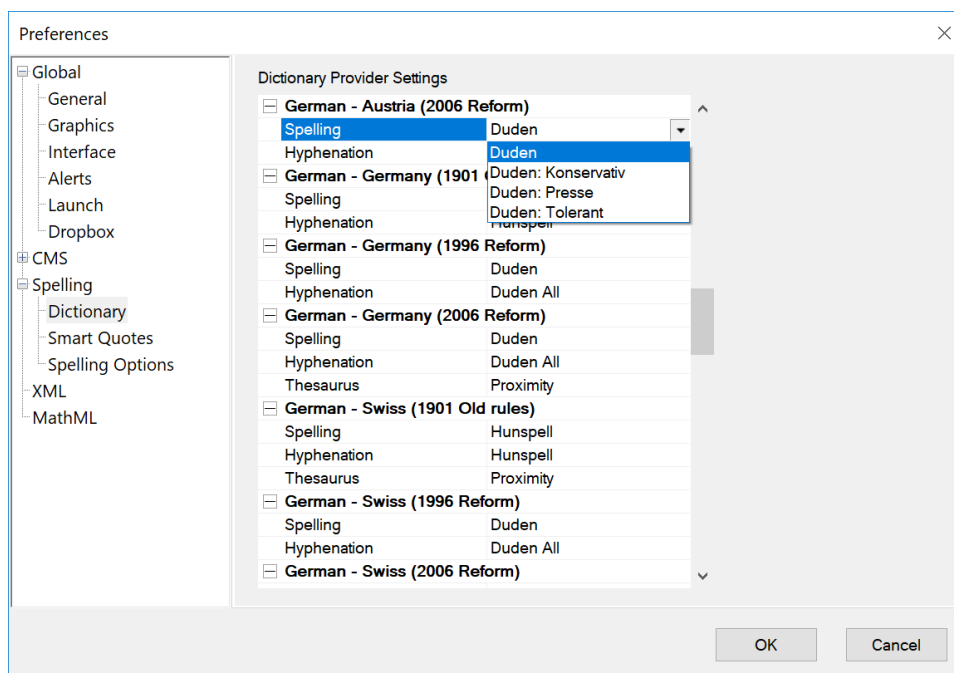 Preferences
Global
General
Graphics
Interface
Alerts
Launch
Dropbox
CMS
Spelling
Dictionary
Smart Quotes
Spelling Options
XML
MathML
Dictionary Provider Settings
German - Austria (2006 Reform)
Spelling Duden
Hyphenation Duden
German - Germany (1901 Duden: Konservativ
Spelling Duden: Presse
Duden: Tolerant
Hyphenation Hunspell
German - Germany (1996 Reform)
Spelling Duden
Hyphenation Duden All
German - Germany (2006 Reform)
Spelling Duden
Hyphenation Duden All
Thesaurus Proximity
German - Swiss (1901 Old rules)
Spelling Hunspell
Hyphenation Hunspell
Thesaurus Proximity
German - Swiss (1996 Reform)
Spelling Duden
Hyphenation Duden All
German - Swiss (2006 Reform)
OK Cancel